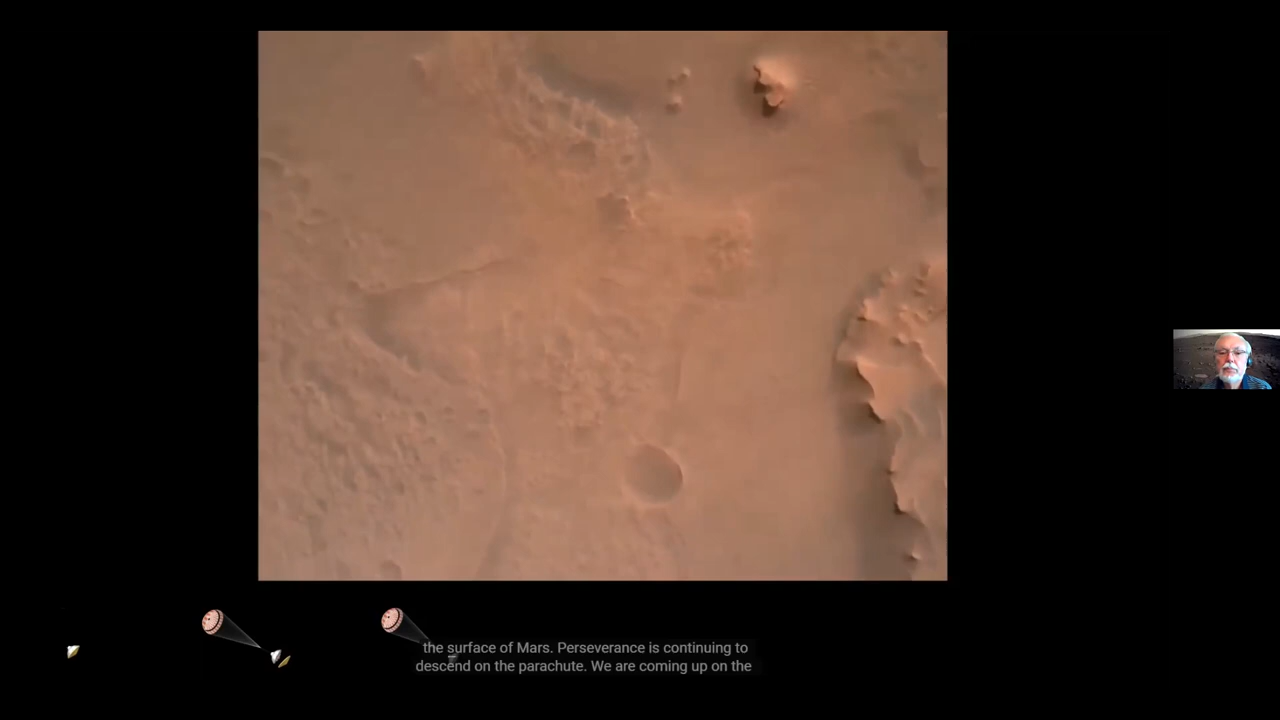 the surface of Mars. Perseverance is continuing to
descend on the parachute. We are coming up on the